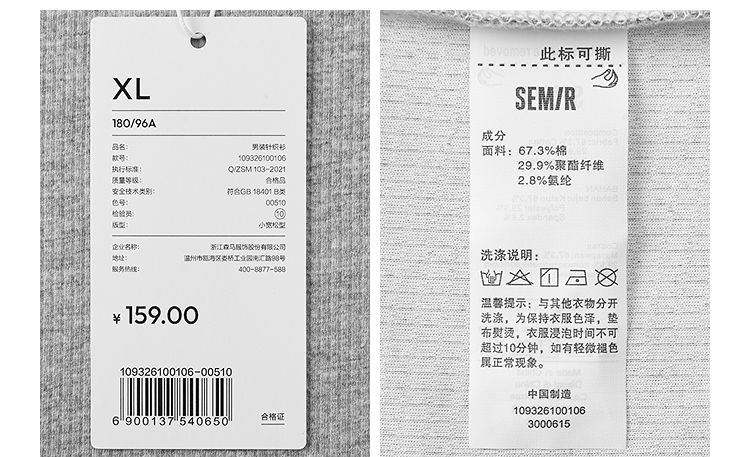 XL
180/96A
品名: 男装针织衫
款号: 109326100106
执行标准: Q/ZSM 103-2021
质量等级: 合格品
安全技术类别: 符合GB 18401 B类
色号: 00510
检验员: 10
版型: 小宽松型
企业名称: 浙江森马服饰股份有限公司
地址: 温州市瓯海区娄桥工业园南汇路98号
服务热线: 400-8877-588
¥ 159.00
109326100106-00510
6 900137 540650
合格证
此标可撕
SEMIR
成分
面料: 67.3%棉
29.9%聚酯纤维
2.8%氨纶
洗涤说明:
温馨提示: 与其他衣物分开
洗涤, 为保持衣服色泽, 垫
布熨烫, 衣服浸泡时间不可
超过10分钟, 如有轻微褪色
属正常现象。
中国制造
109326100106
3000615